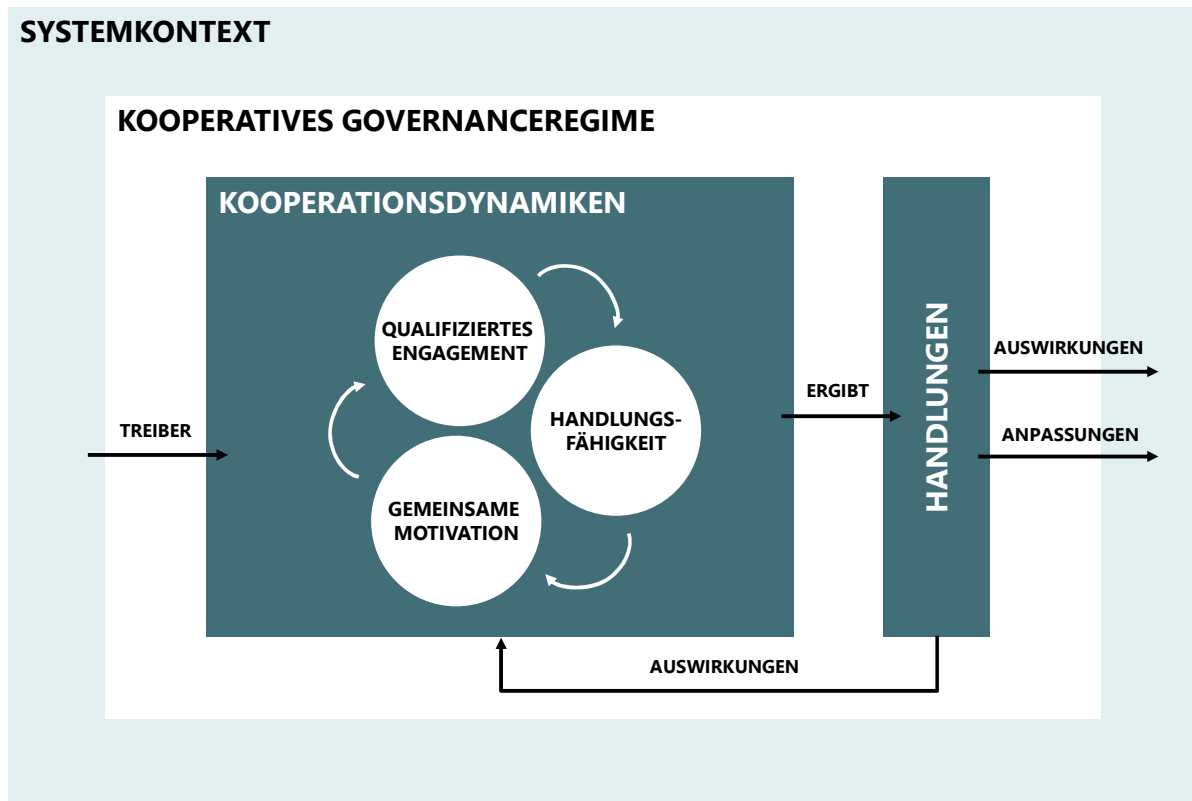 SYSTEMKONTEXT
KOOPERATIVES GOVERNANCEREGIME
KOOPERATIONSDYNAMIKEN
QUALIFIZIERTES
ENGAGEMENT
HANDLUNGS-
FÄHIGKEIT
GEMEINSAME
MOTIVATION
TREIBER
ERGIBT
HANDLUNGEN
AUSWIRKUNGEN
ANPASSUNGEN
AUSWIRKUNGEN